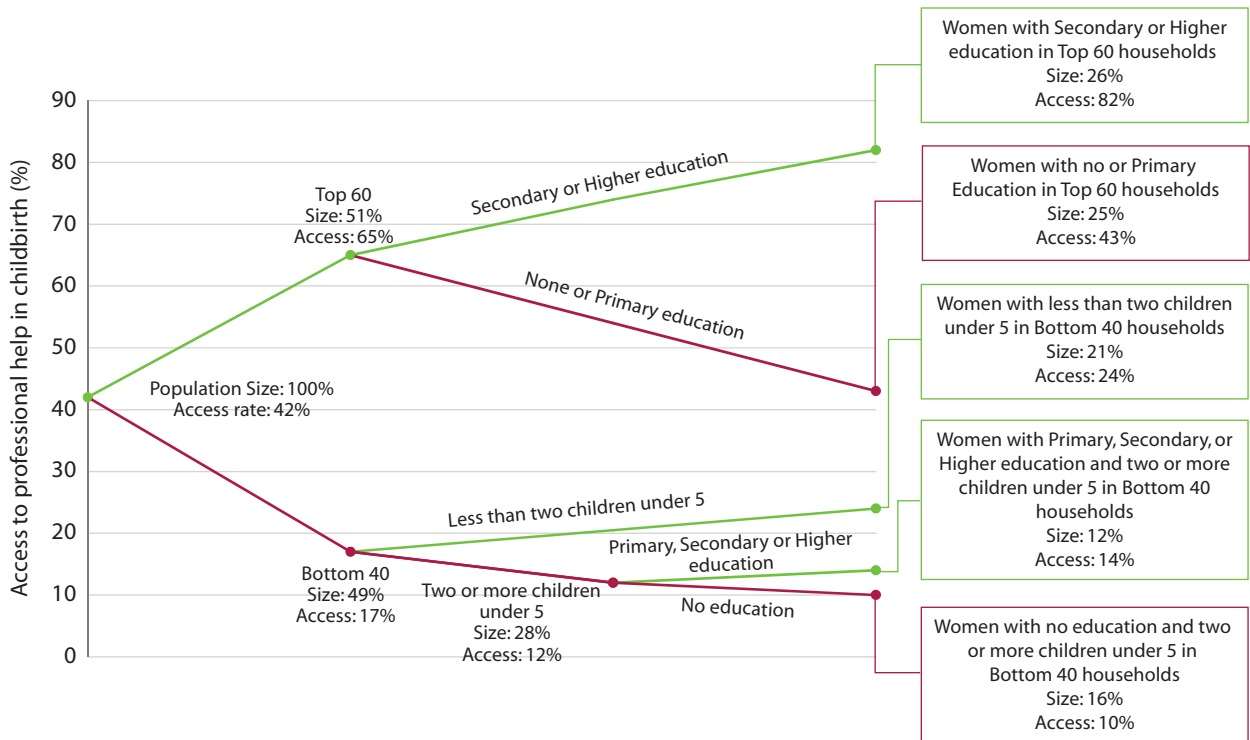 Access to professional help in childbirth (%)
90
80
70
60
50
40
30
20
10
0
Population Size: 100%
Access rate: 42%
Top 60
Size: 51%
Access: 65%
Secondary or Higher education
None or Primary education
Bottom 40
Size: 49%
Access: 17%
Less than two children under 5
Two or more children
under 5
Size: 28%
Access: 12%
Primary, Secondary or Higher
education
No education
Women with Secondary or Higher
education in Top 60 households
Size: 26%
Access: 82%
Women with no or Primary
Education in Top 60 households
Size: 25%
Access: 43%
Women with less than two children
under 5 in Bottom 40 households
Size: 21%
Access: 24%
Women with Primary, Secondary, or
Higher education and two or more
children under 5 in Bottom 40
households
Size: 12%
Access: 14%
Women with no education and two
or more children under 5 in
Bottom 40 households
Size: 16%
Access: 10%